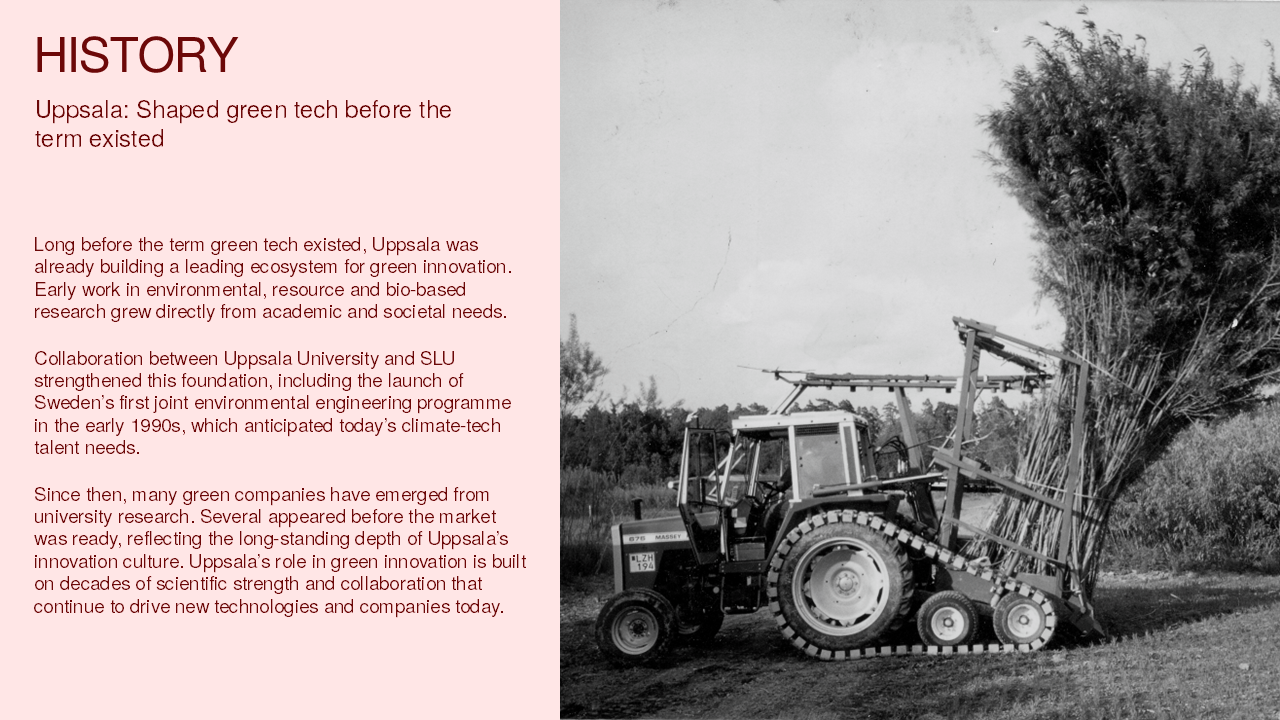 HISTORY
Uppsala: Shaped green tech before the
term existed
Long before the term green tech existed, Uppsala was
already building a leading ecosystem for green innovation.
Early work in environmental, resource and bio-based
research grew directly from academic and societal needs.
Collaboration between Uppsala University and SLU
strengthened this foundation, including the launch of
Sweden's first joint environmental engineering programme
in the early 1990s, which anticipated today's climate-tech
talent needs.
Since then, many green companies have emerged from
university research. Several appeared before the market
was ready, reflecting the long-standing depth of Uppsala's
innovation culture. Uppsala's role in green innovation is built
on decades of scientific strength and collaboration that
continue to drive new technologies and companies today.
675 MASSEY
LZH
194